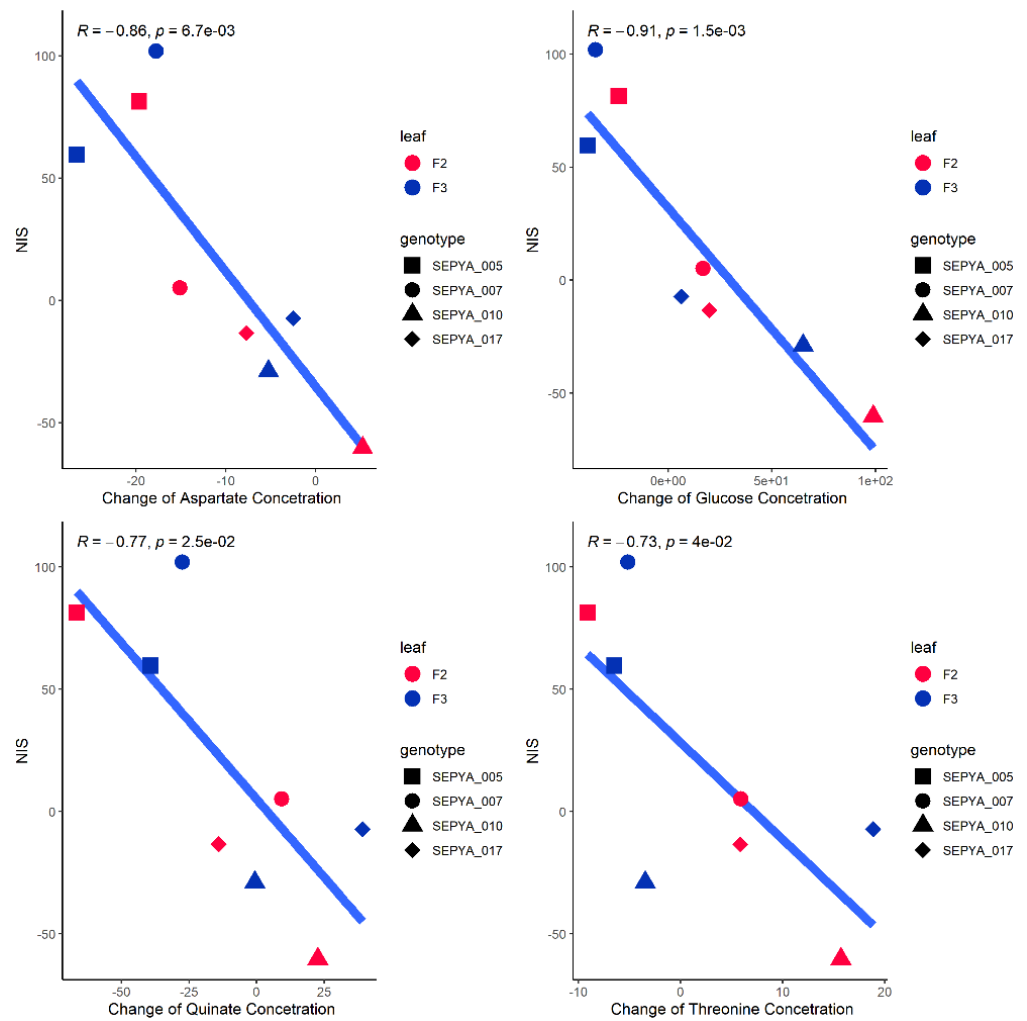 R = −0.86, p = 6.7e-03
100
50
0
-50
NIS
-20
-10
0
Change of Aspartate Concetration
leaf
F2
F3
genotype
SEPYA_005
SEPYA_007
SEPYA_010
SEPYA_017
R = −0.91, p = 1.5e-03
100
50
0
-50
NIS
0e+00
5e+01
1e+02
Change of Glucose Concetration
leaf
F2
F3
genotype
SEPYA_005
SEPYA_007
SEPYA_010
SEPYA_017
R = −0.77, p = 2.5e-02
100
50
0
-50
NIS
-50
-25
0
25
Change of Quinate Concetration
leaf
F2
F3
genotype
SEPYA_005
SEPYA_007
SEPYA_010
SEPYA_017
R = −0.73, p = 4e-02
100
50
0
-50
NIS
-10
0
10
20
Change of Threonine Concetration
leaf
F2
F3
genotype
SEPYA_005
SEPYA_007
SEPYA_010
SEPYA_017